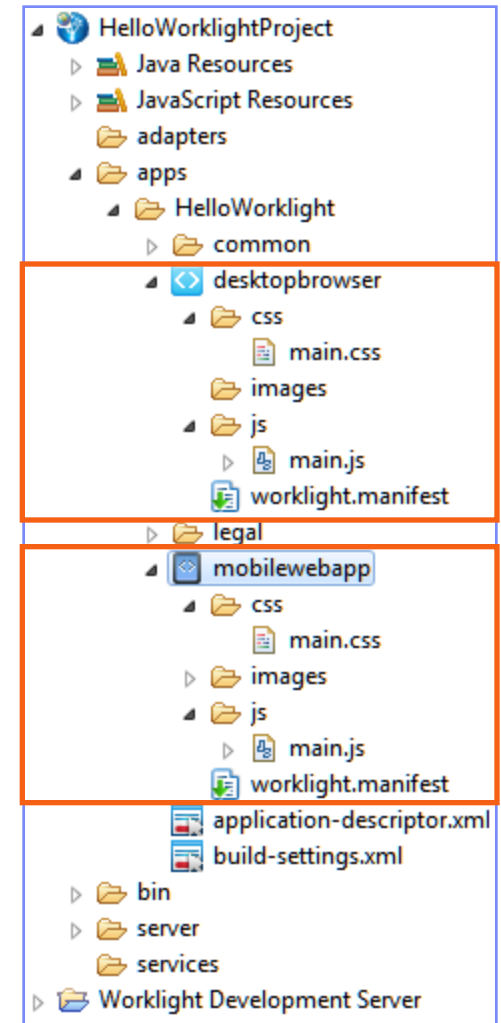 HelloWorklightProject
Java Resources
JavaScript Resources
adapters
apps
HelloWorklight
common
desktopbrowser
css
main.css
images
js
main.js
worklight.manifest
legal
mobilewebapp
css
main.css
images
js
main.js
worklight.manifest
application-descriptor.xml
build-settings.xml
bin
server
services
Worklight Development Server